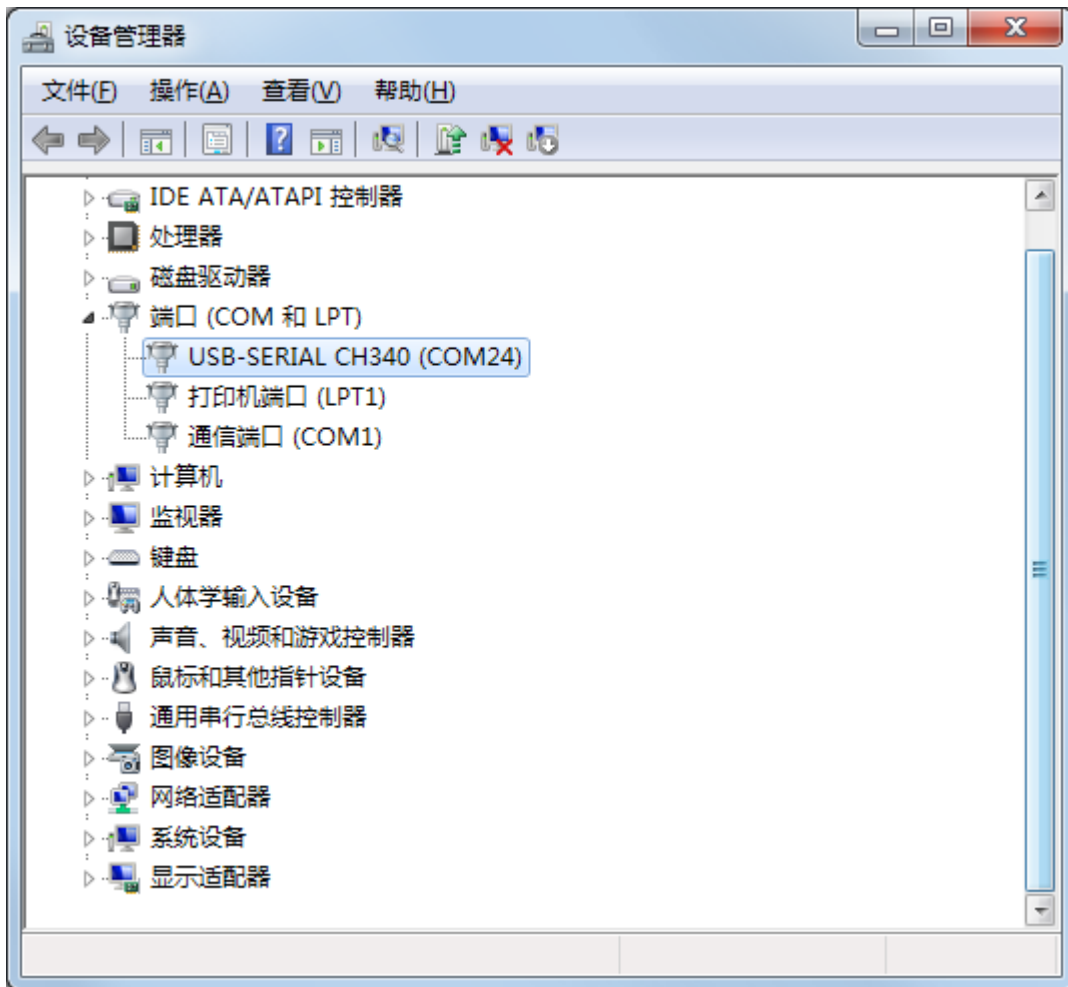 设备管理器
文件(F) 操作(A) 查看(V) 帮助(H)
IDE ATA/ATAPI 控制器
处理器
磁盘驱动器
端口 (COM 和 LPT)
USB-SERIAL CH340 (COM24)
打印机端口 (LPT1)
通信端口 (COM1)
计算机
监视器
键盘
人体学输入设备
声音、视频和游戏控制器
鼠标和其他指针设备
通用串行总线控制器
图像设备
网络适配器
系统设备
显示适配器